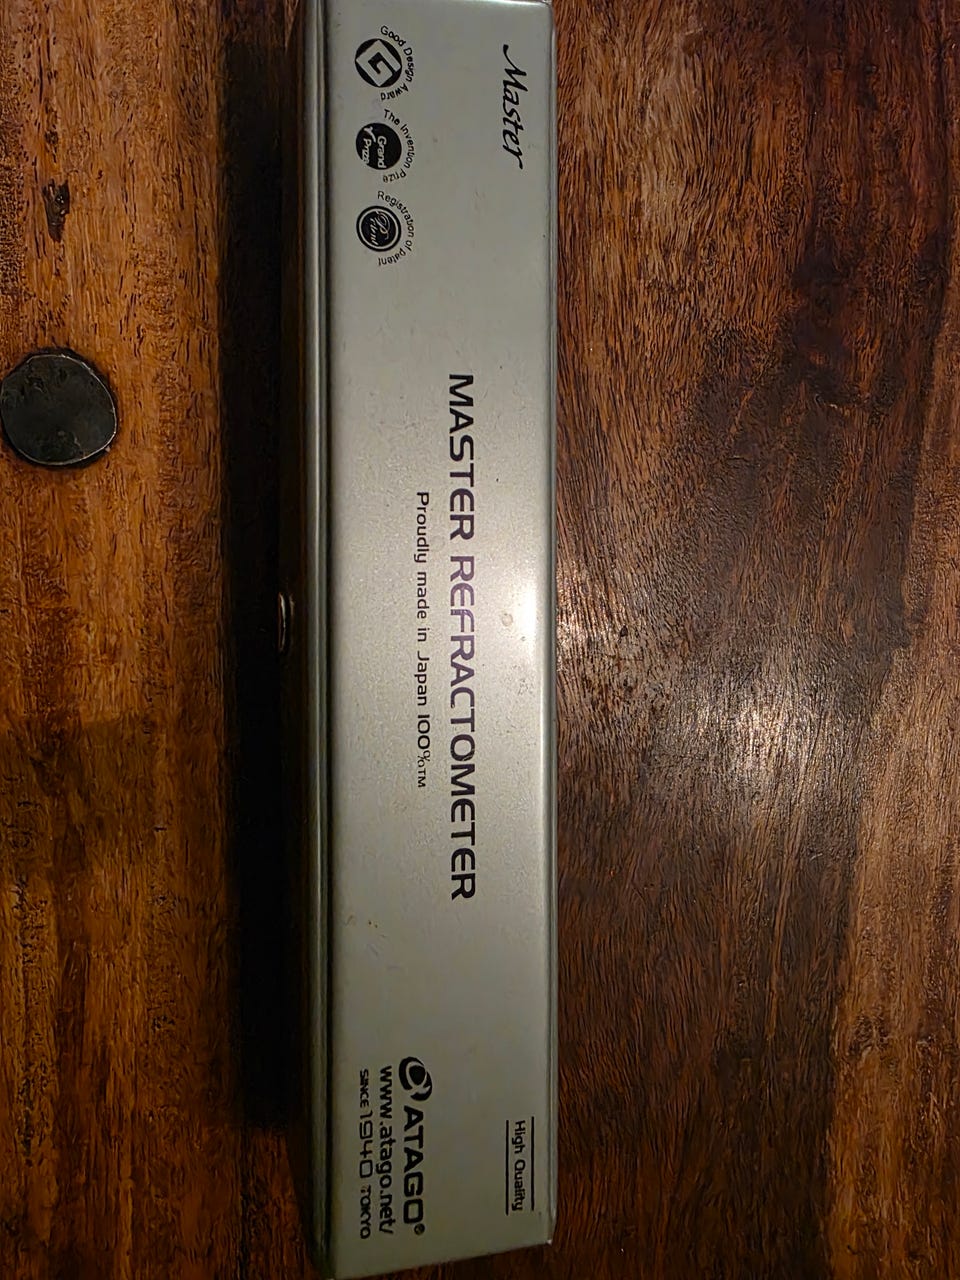 Master
Good Design Award
G
The Invention Prize
Grand Prize
Registration of patent
MASTER REFRACTOMETER
Proudly made in Japan 100%™
High Quality
ATAGO®
www.atago.net/
SINCE 1940 TOKYO